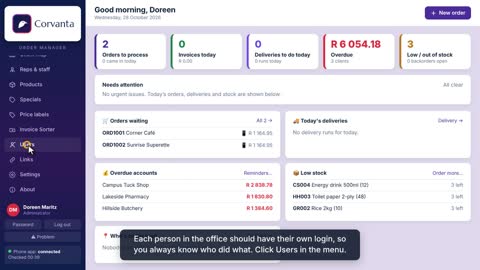 Corvanta
ORDER MANAGER
Reps & staff
Products
Specials
Price labels
Invoice Sorter
Users
Links
Settings
About
DM
Doreen Maritz
Administrator
Password
Log out
Problem
Phone app: connected
Good morning, Doreen
Wednesday, 28 October 2026
+ New order
2
Orders to process
0 came in today
0
Invoices today
R 0.00
0
Deliveries to do today
0 runs today
R 6 054.18
Overdue
3 clients
3
Low / out of stock
0 backorders open
Needs attention
All clear
No urgent issues. Today's orders, deliveries and stock are shown below.
Orders waiting
All 2 →
ORD1001 Corner Café
R 1 164.95
ORD1002 Sunrise Superette
R 1 164.95
Today's deliveries
Delivery →
No delivery runs for today.
Overdue accounts
Reminders...
Campus Tuck Shop
R 2 838.78
Lakeside Pharmacy
R 1 830.80
Hillside Butchery
R 1 384.60
Low stock
Order more...
CS004 Energy drink 500ml (12)
3 left
HH003 Toilet paper 2-ply (48)
3 left
GR002 Rice 2kg (10)
3 left
Each person in the office should have their own login, so
you always know who did what. Click Users in the menu.